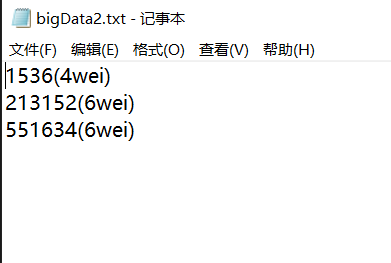 bigData2.txt - 记事本
文件(F) 编辑(E) 格式(O) 查看(V) 帮助(H)
1536(4wei)
213152(6wei)
551634(6wei)